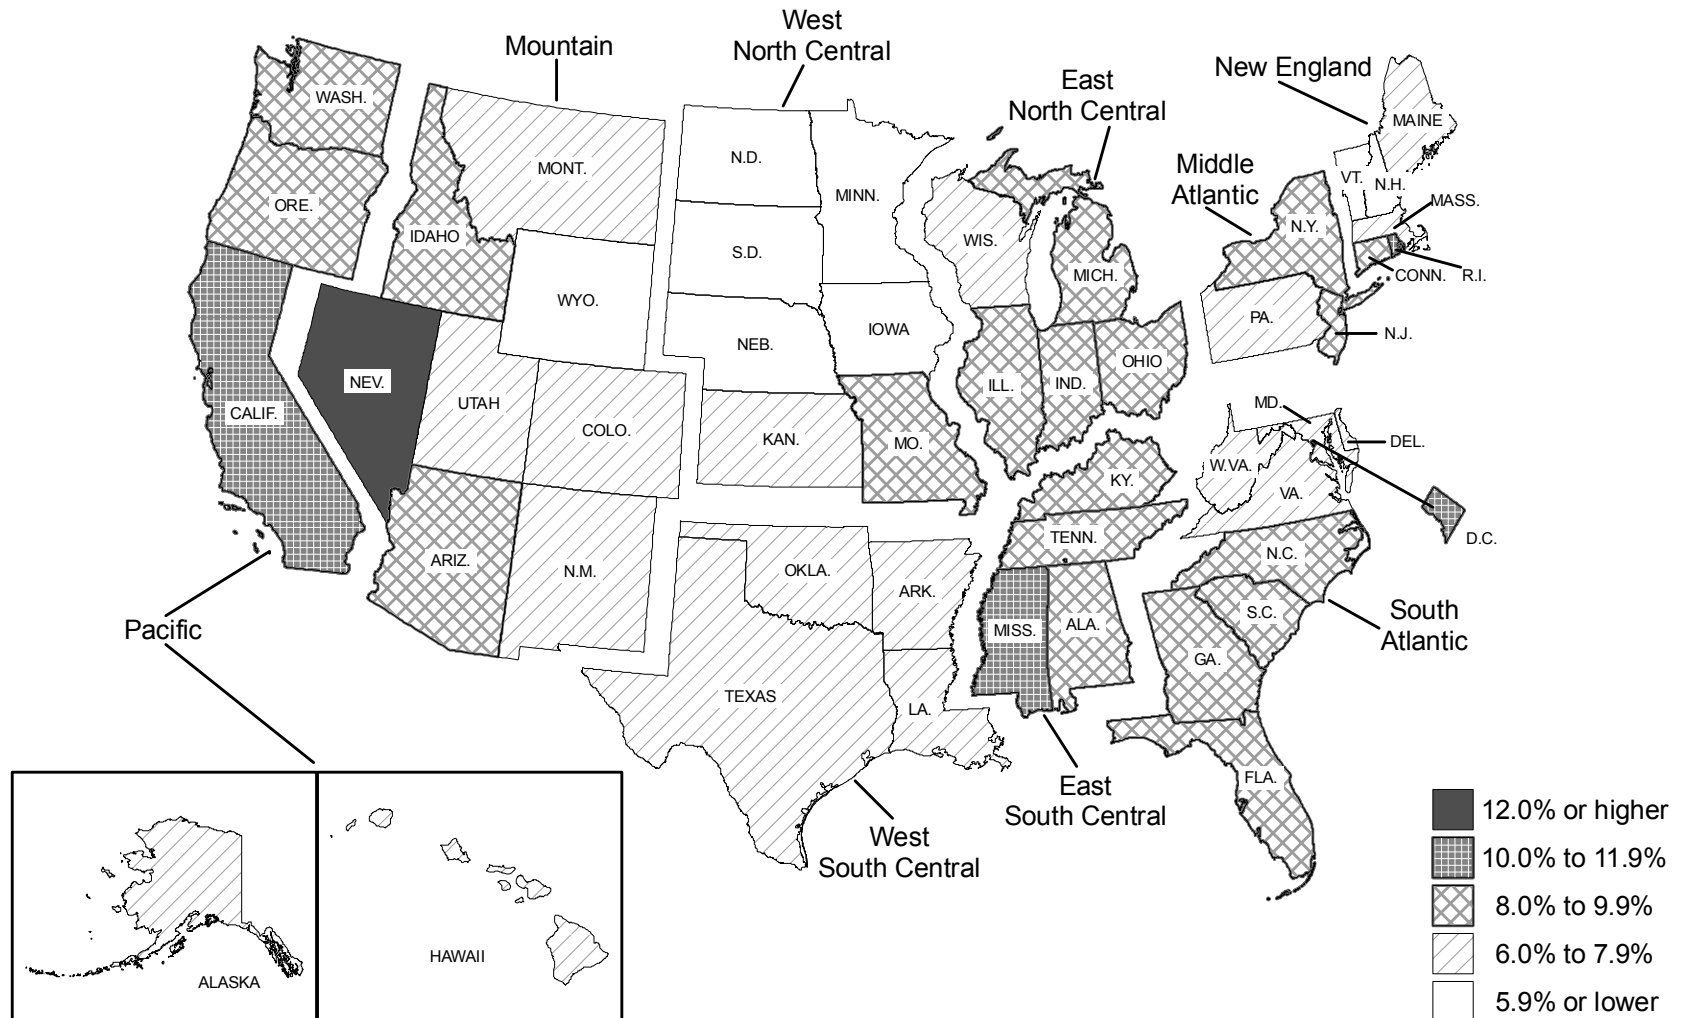 West
North Central
Mountain
East
North Central
New England
Middle
Atlantic
WASH.
MONT.
N.D.
MINN.
MAINE
VT.
N.H.
MASS.
ORE.
IDAHO
S.D.
WIS.
N.Y.
MICH.
CONN.
R.I.
WYO.
IOWA
PA.
N.J.
NEB.
OHIO
NEV.
UTAH
ILL.
IND.
CALIF.
COLO.
KAN.
MO.
MD.
DEL.
W.VA.
KY.
VA.
D.C.
TENN.
N.C.
ARIZ.
N.M.
OKLA.
ARK.
S.C.
MISS.
ALA.
South
Atlantic
Pacific
GA.
TEXAS
LA.
FLA.
East
South Central
West
South Central
HAWAII
ALASKA
12.0% or higher
10.0% to 11.9%
8.0% to 9.9%
6.0% to 7.9%
5.9% or lower